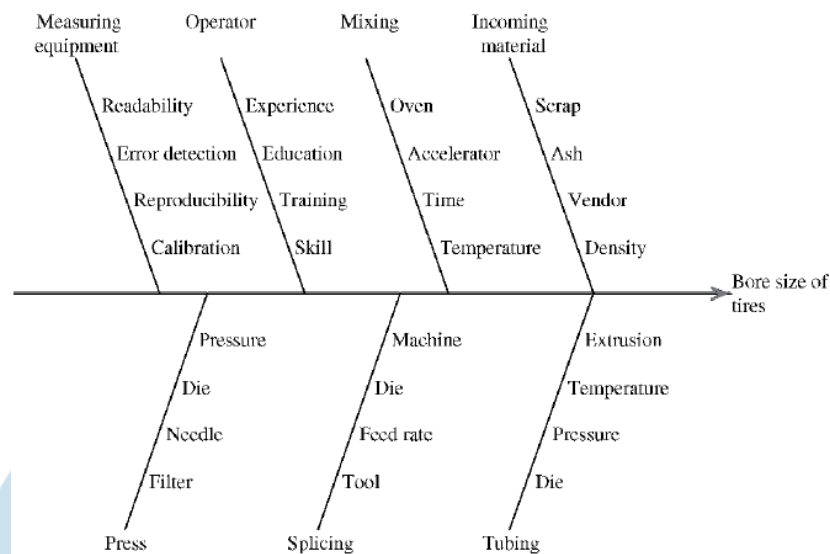 Measuring
equipment
Operator
Mixing
Incoming
material
Readability
Experience
Oven
Scrap
Error detection
Education
Accelerator
Ash
Reproducibility
Training
Time
Vendor
Calibration
Skill
Temperature
Density
Bore size of
tires
Pressure
Machine
Extrusion
Die
Die
Temperature
Needle
Feed rate
Pressure
Filter
Tool
Die
Press
Splicing
Tubing